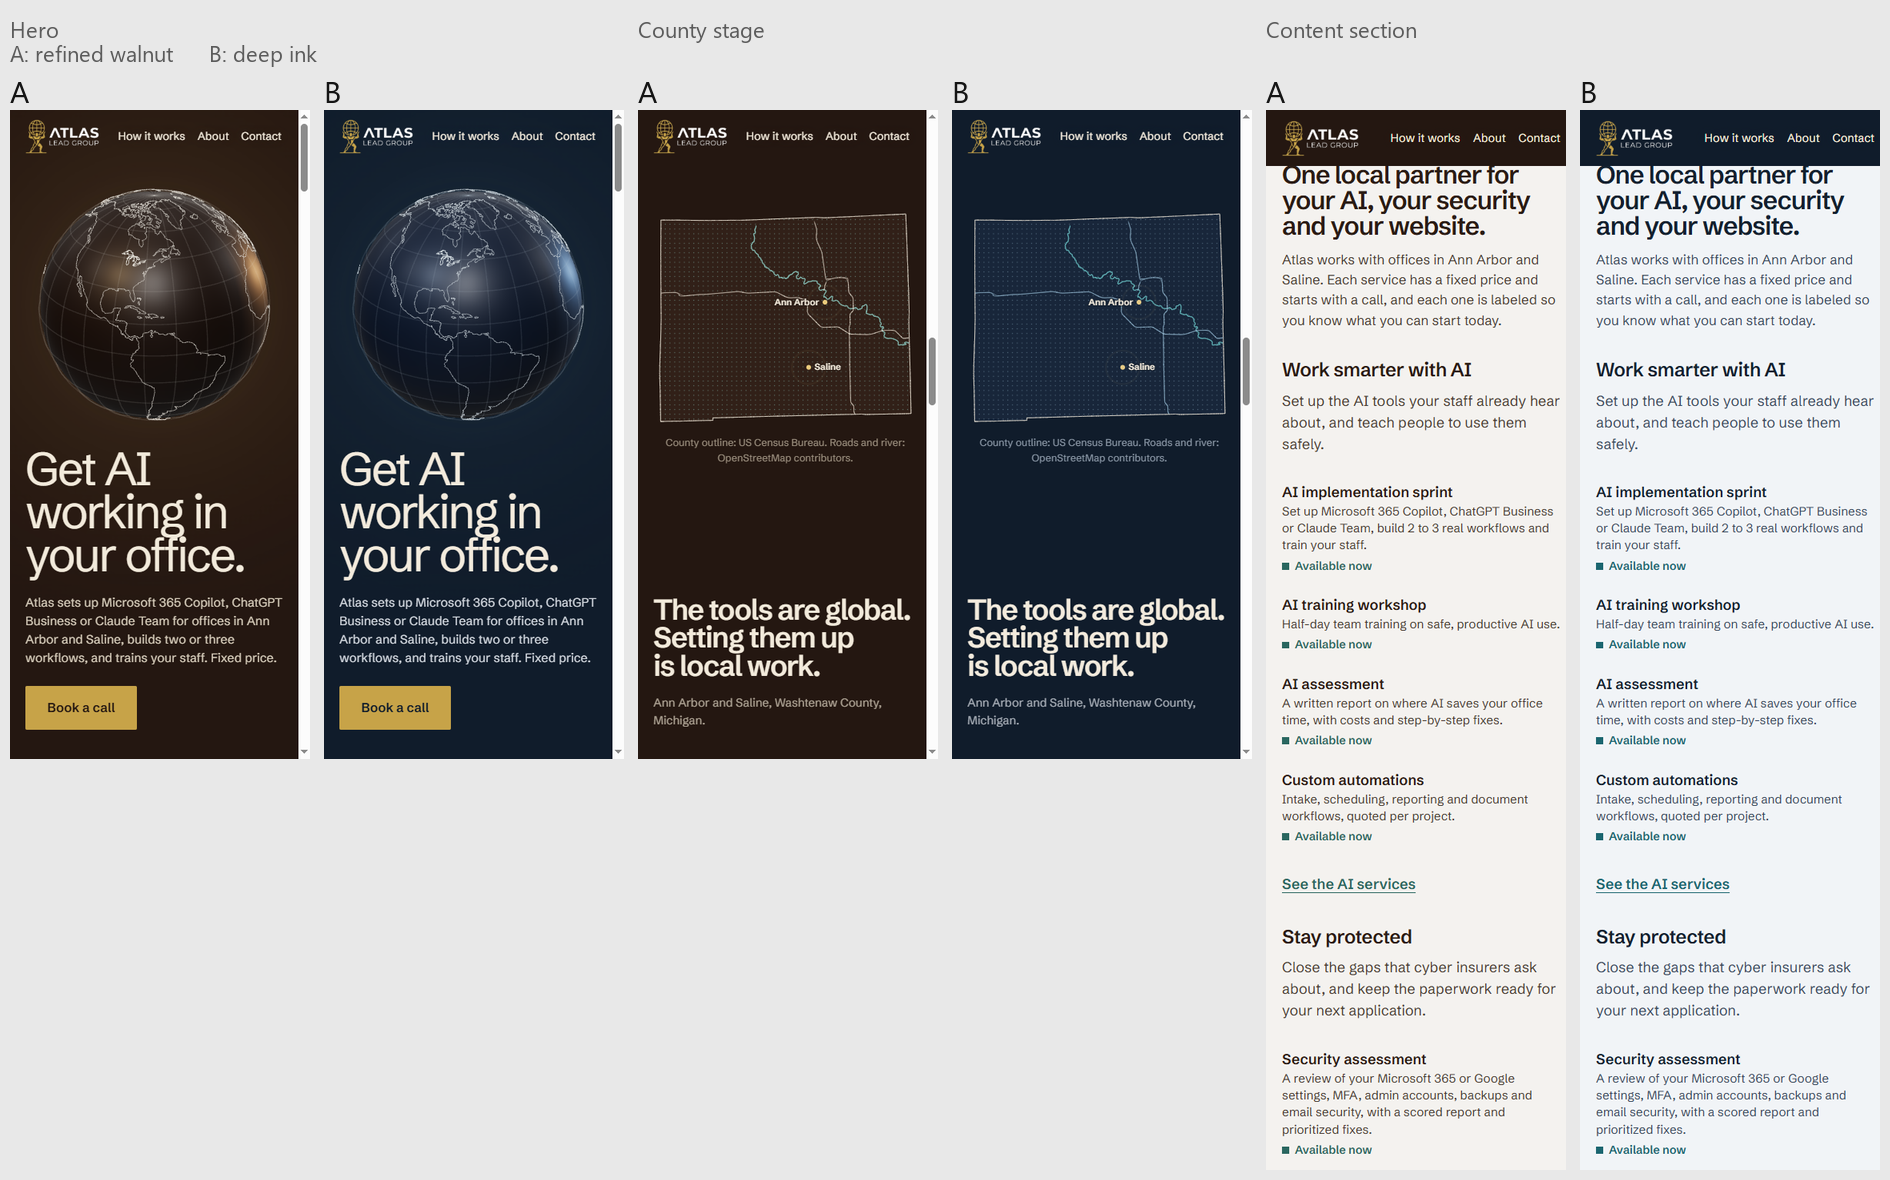 Hero
A: refined walnut
B: deep ink
County stage
Content section
A
ATLAS
LEAD GROUP
How it works
About
Contact
Get AI
working in
your office.
Atlas sets up Microsoft 365 Copilot, ChatGPT
Business or Claude Team for offices in Ann
Arbor and Saline, builds two or three
workflows, and trains your staff. Fixed price.
Book a call
B
ATLAS
LEAD GROUP
How it works
About
Contact
Get AI
working in
your office.
Atlas sets up Microsoft 365 Copilot, ChatGPT
Business or Claude Team for offices in Ann
Arbor and Saline, builds two or three
workflows, and trains your staff. Fixed price.
Book a call
A
ATLAS
LEAD GROUP
How it works
About
Contact
Ann Arbor
Saline
County outline: US Census Bureau. Roads and river:
OpenStreetMap contributors.
The tools are global.
Setting them up
is local work.
Ann Arbor and Saline, Washtenaw County,
Michigan.
B
ATLAS
LEAD GROUP
How it works
About
Contact
Ann Arbor
Saline
County outline: US Census Bureau. Roads and river:
OpenStreetMap contributors.
The tools are global.
Setting them up
is local work.
Ann Arbor and Saline, Washtenaw County,
Michigan.
A
ATLAS
LEAD GROUP
How it works
About
Contact
One local partner for
your AI, your security
and your website.
Atlas works with offices in Ann Arbor and
Saline. Each service has a fixed price and
starts with a call, and each one is labeled so
you know what you can start today.
Work smarter with AI
Set up the AI tools your staff already hear
about, and teach people to use them
safely.
AI implementation sprint
Set up Microsoft 365 Copilot, ChatGPT Business
or Claude Team, build 2 to 3 real workflows and
train your staff.
Available now
AI training workshop
Half-day team training on safe, productive AI use.
Available now
AI assessment
A written report on where AI saves your office
time, with costs and step-by-step fixes.
Available now
Custom automations
Intake, scheduling, reporting and document
workflows, quoted per project.
Available now
See the AI services
Stay protected
Close the gaps that cyber insurers ask
about, and keep the paperwork ready for
your next application.
Security assessment
A review of your Microsoft 365 or Google
settings, MFA, admin accounts, backups and
email security, with a scored report and
prioritized fixes.
Available now
B
ATLAS
LEAD GROUP
How it works
About
Contact
One local partner for
your AI, your security
and your website.
Atlas works with offices in Ann Arbor and
Saline. Each service has a fixed price and
starts with a call, and each one is labeled so
you know what you can start today.
Work smarter with AI
Set up the AI tools your staff already hear
about, and teach people to use them
safely.
AI implementation sprint
Set up Microsoft 365 Copilot, ChatGPT Business
or Claude Team, build 2 to 3 real workflows and
train your staff.
Available now
AI training workshop
Half-day team training on safe, productive AI use.
Available now
AI assessment
A written report on where AI saves your office
time, with costs and step-by-step fixes.
Available now
Custom automations
Intake, scheduling, reporting and document
workflows, quoted per project.
Available now
See the AI services
Stay protected
Close the gaps that cyber insurers ask
about, and keep the paperwork ready for
your next application.
Security assessment
A review of your Microsoft 365 or Google
settings, MFA, admin accounts, backups and
email security, with a scored report and
prioritized fixes.
Available now